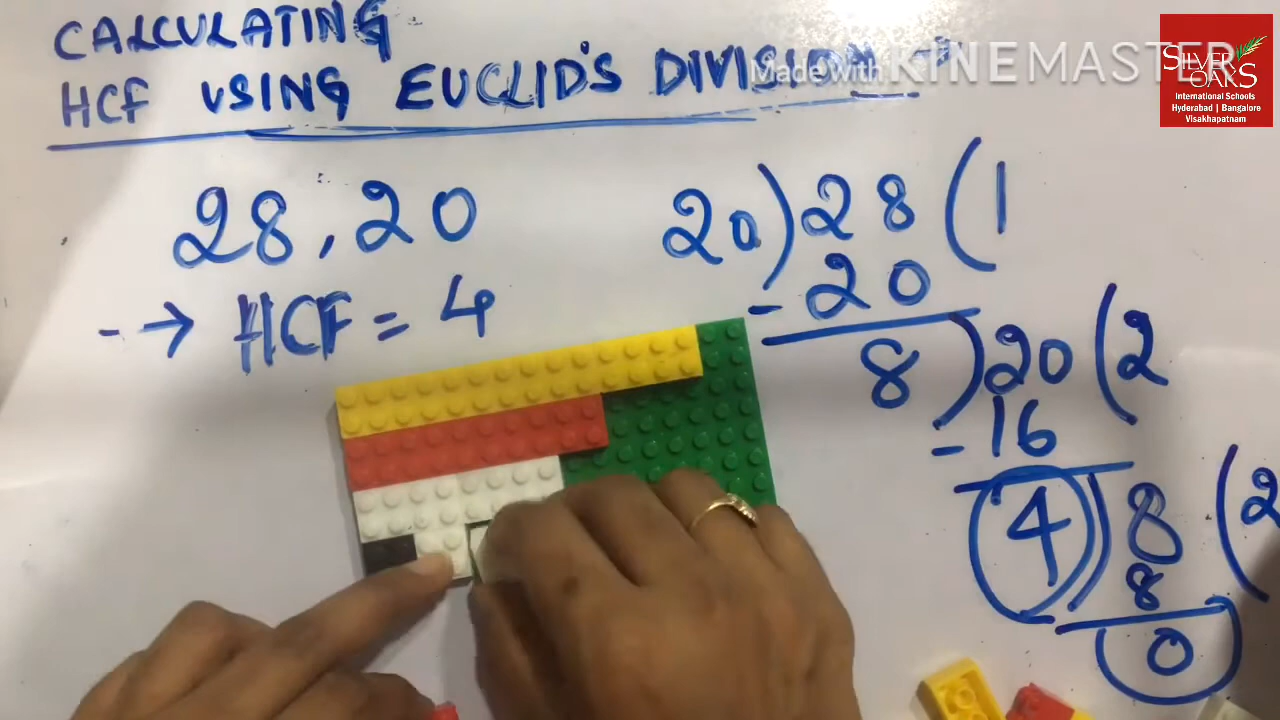 CALCULATING
HCF USING EUCLID'S DIVISION
Made with KINEMASTER
SILVER
OAKS
International Schools
Hyderabad | Bangalore
Visakhapatnam
28, 20
--> HCF = 4
20) 28 (1
- 20
8 ) 20 (2
- 16
4 ) 8 (2
8
0